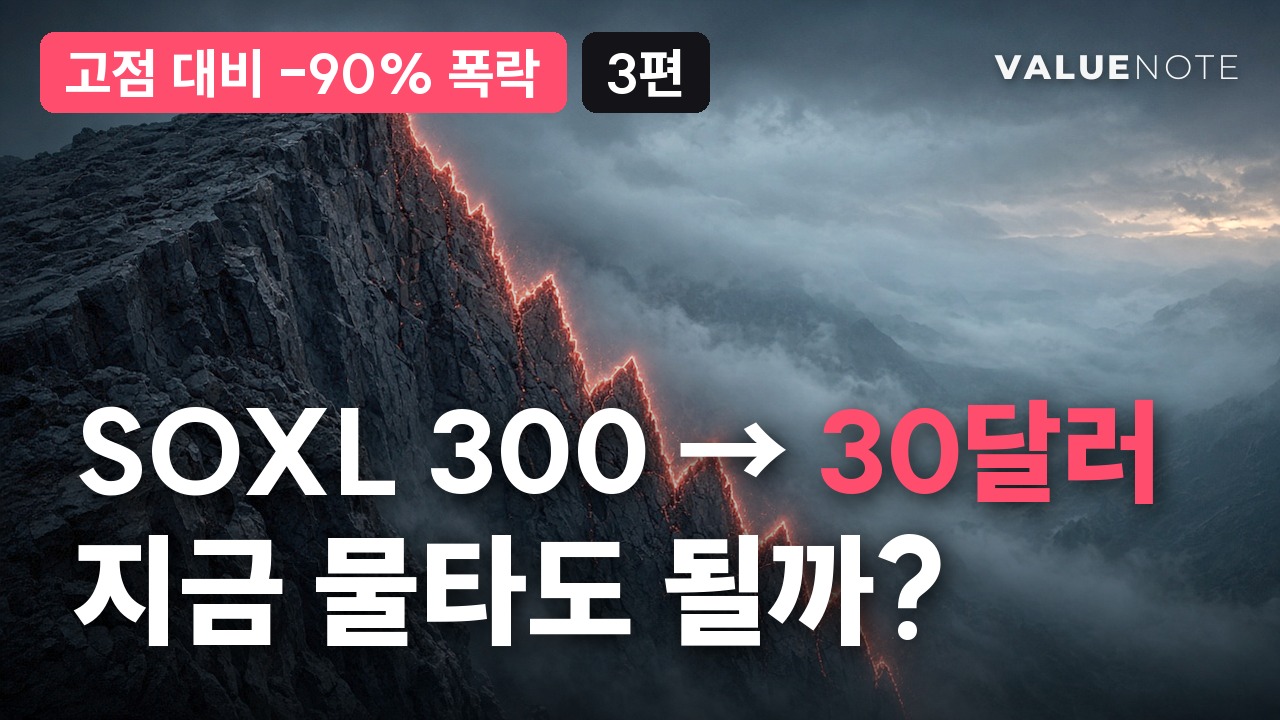 고점 대비 -90% 폭락
3편
VALUENOTE
SOXL 300 → 30달러
지금 물타도 될까?